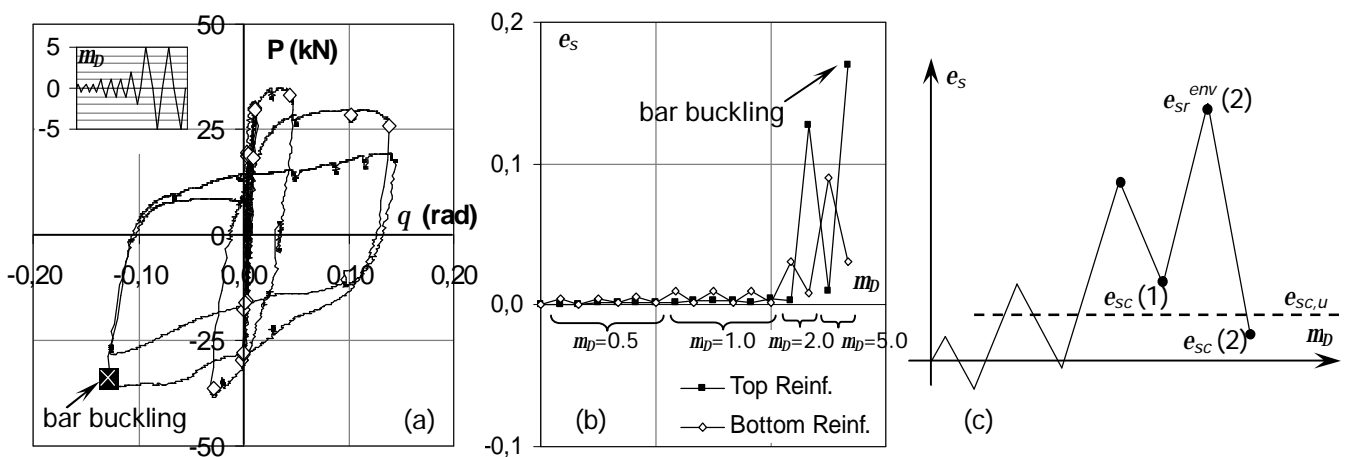 50
25
0
-25
-50
P (kN)
q (rad)
-0,20
-0,10
0,00
0,10
0,20
5
0
-5
m_D
bar buckling
(a)
0,2
0,1
0,0
-0,1
e_s
bar buckling
m_D
m_D=0.5
m_D=1.0
m_D=2.0
m_D=5.0
Top Reinf.
Bottom Reinf.
(b)
e_s
e_sr^env (2)
e_sc (1)
e_sc,u
m_D
e_sc (2)
(c)